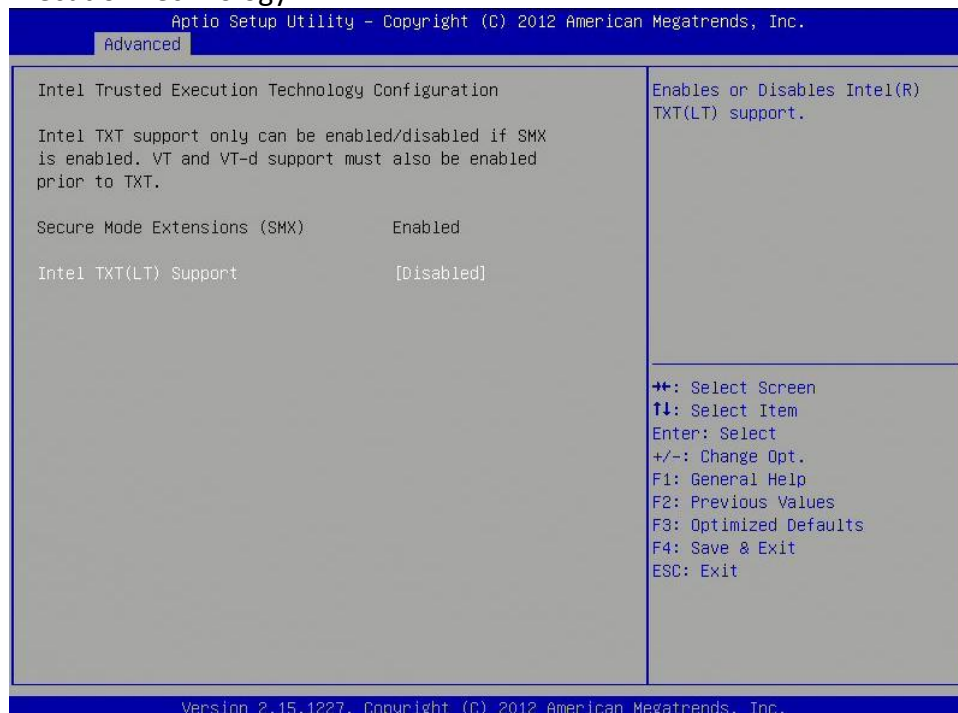 Aptio Setup Utility – Copyright (C) 2012 American Megatrends, Inc.
Advanced
Intel Trusted Execution Technology Configuration
Intel TXT support only can be enabled/disabled if SMX
is enabled. VT and VT-d support must also be enabled
prior to TXT.
Secure Mode Extensions (SMX) Enabled
Intel TXT(LT) Support [Disabled]
Enables or Disables Intel(R)
TXT(LT) support.
→←: Select Screen
↑↓: Select Item
Enter: Select
+/-: Change Opt.
F1: General Help
F2: Previous Values
F3: Optimized Defaults
F4: Save & Exit
ESC: Exit
Version 2.15.1227. Copyright (C) 2012 American Megatrends, Inc.